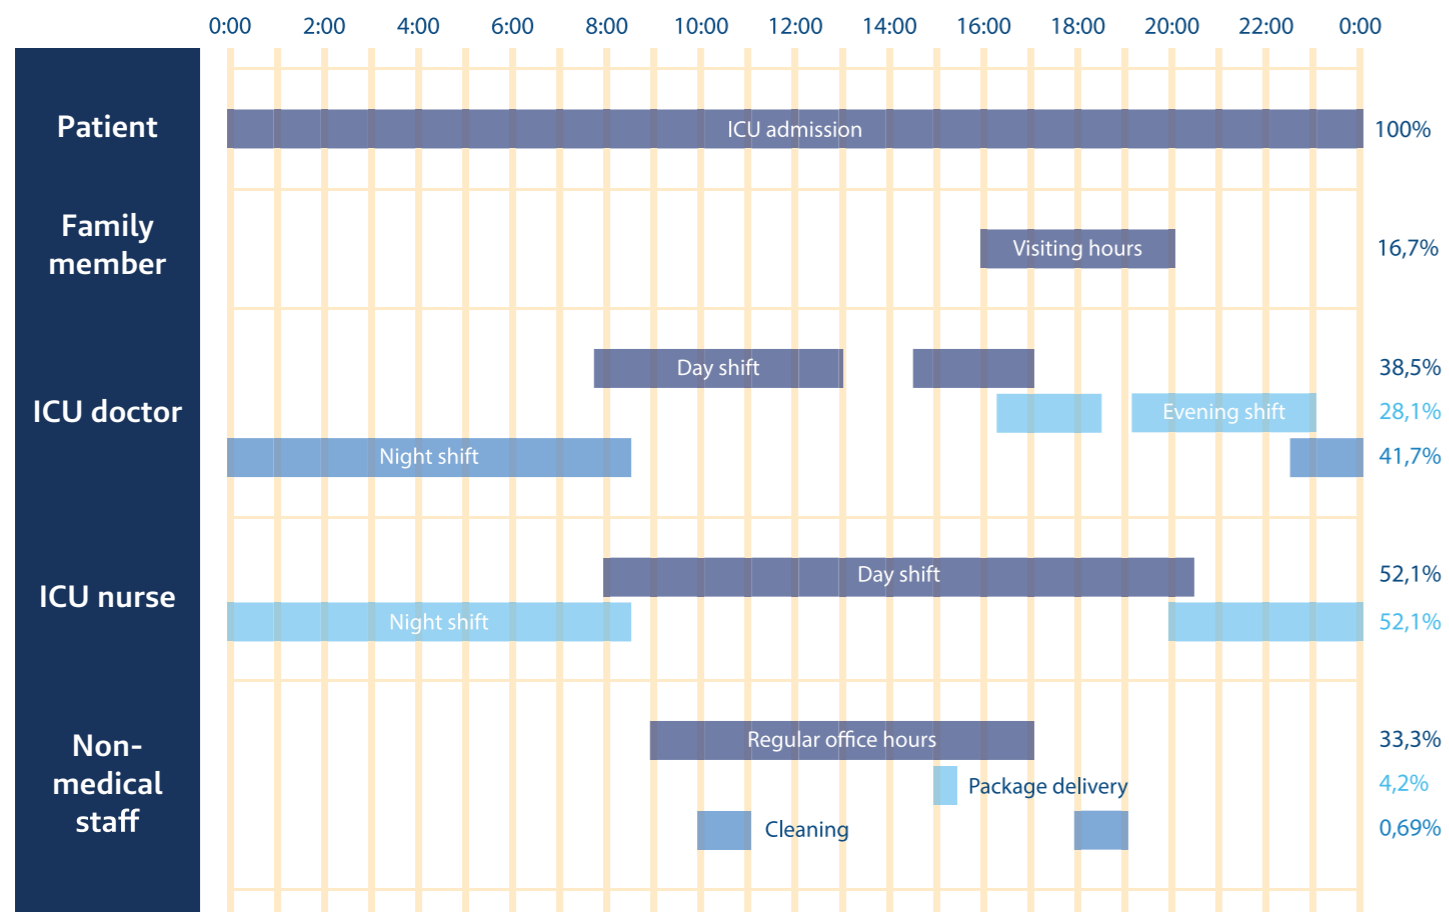 0:00 2:00 4:00 6:00 8:00 10:00 12:00 14:00 16:00 18:00 20:00 22:00 0:00
Patient
ICU admission
100%
Family
member
Visiting hours
16,7%
ICU doctor
Day shift
38,5%
Evening shift
28,1%
Night shift
41,7%
ICU nurse
Day shift
52,1%
Night shift
52,1%
Non-
medical
staff
Regular office hours
33,3%
Package delivery
4,2%
Cleaning
0,69%